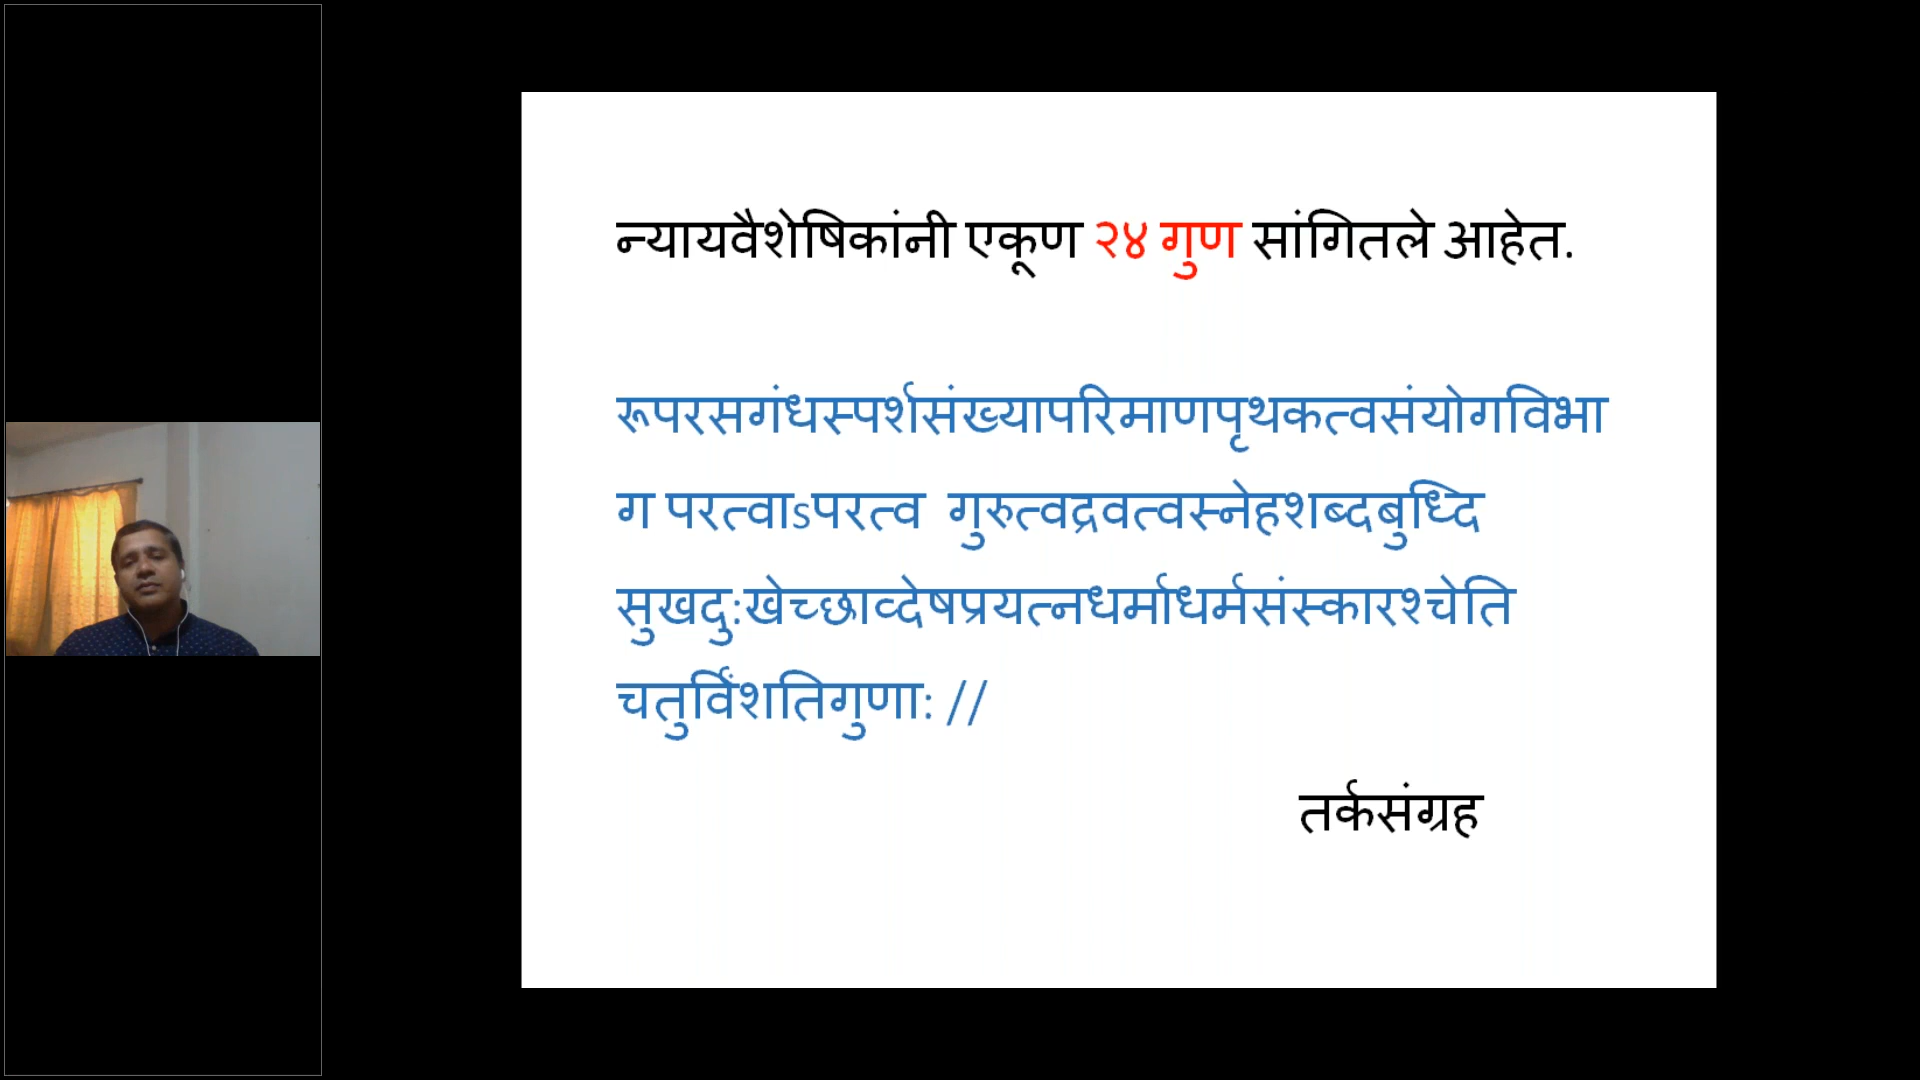 न्यायवैशेषिकांनी एकूण २४ गुण सांगितले आहेत.
रूपरसगंधस्पर्शसंख्यापरिमाणपृथकत्वसंयोगविभा
ग परत्वाऽपरत्व गुरुत्वद्रवत्वस्नेहशब्दबुध्दि
सुखदु:खेच्छाव्देषप्रयत्नधर्माधर्मसंस्कारश्चेति
चतुर्विंशतिगुणाः //
तर्कसंग्रह